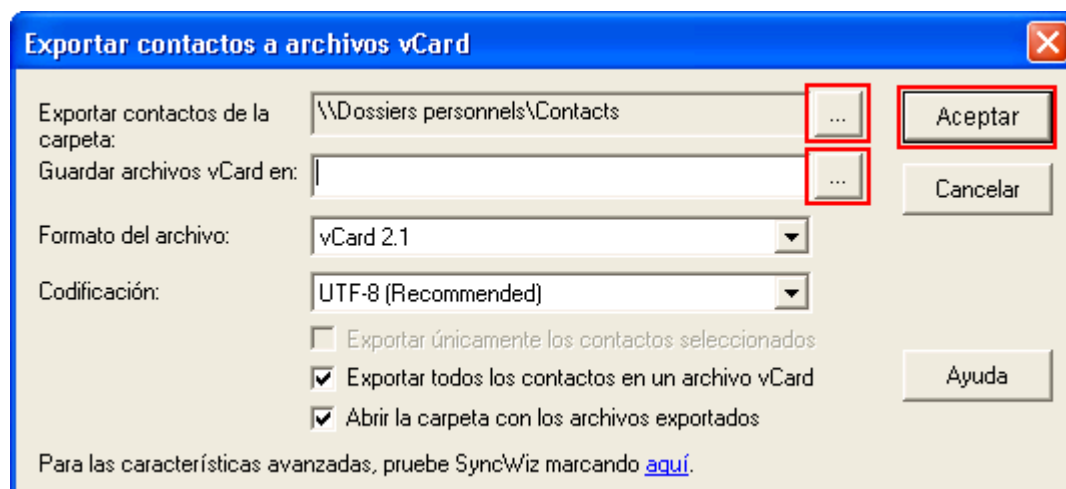 Exportar contactos a archivos vCard
Exportar contactos de la
carpeta:
\\Dossiers personnels\Contacts
...
Aceptar
Guardar archivos vCard en:
...
Cancelar
Formato del archivo:
vCard 2.1
Codificación:
UTF-8 (Recommended)
Exportar únicamente los contactos seleccionados
Exportar todos los contactos en un archivo vCard
Ayuda
Abrir la carpeta con los archivos exportados
Para las características avanzadas, pruebe SyncWiz marcando aquí.